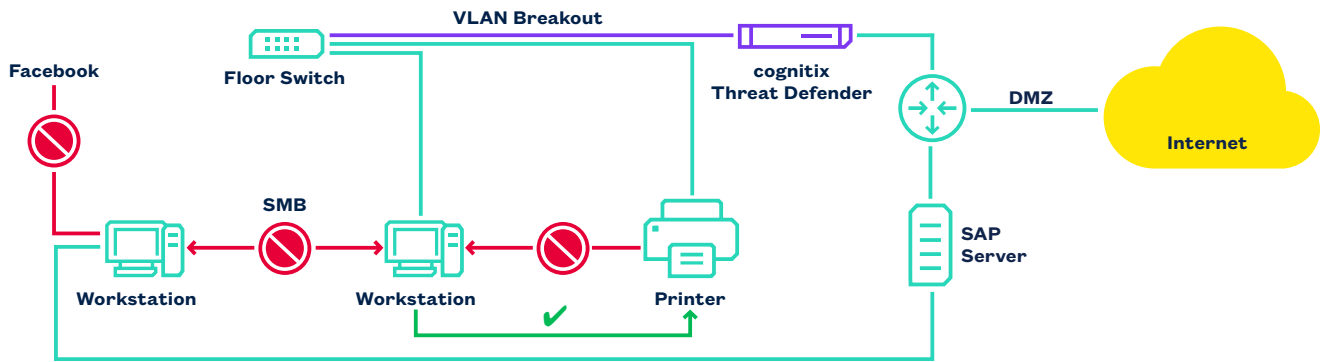 VLAN Breakout
Facebook
Floor Switch
cognitix
Threat Defender
DMZ
Internet
SMB
SAP
Server
Workstation
Workstation
Printer